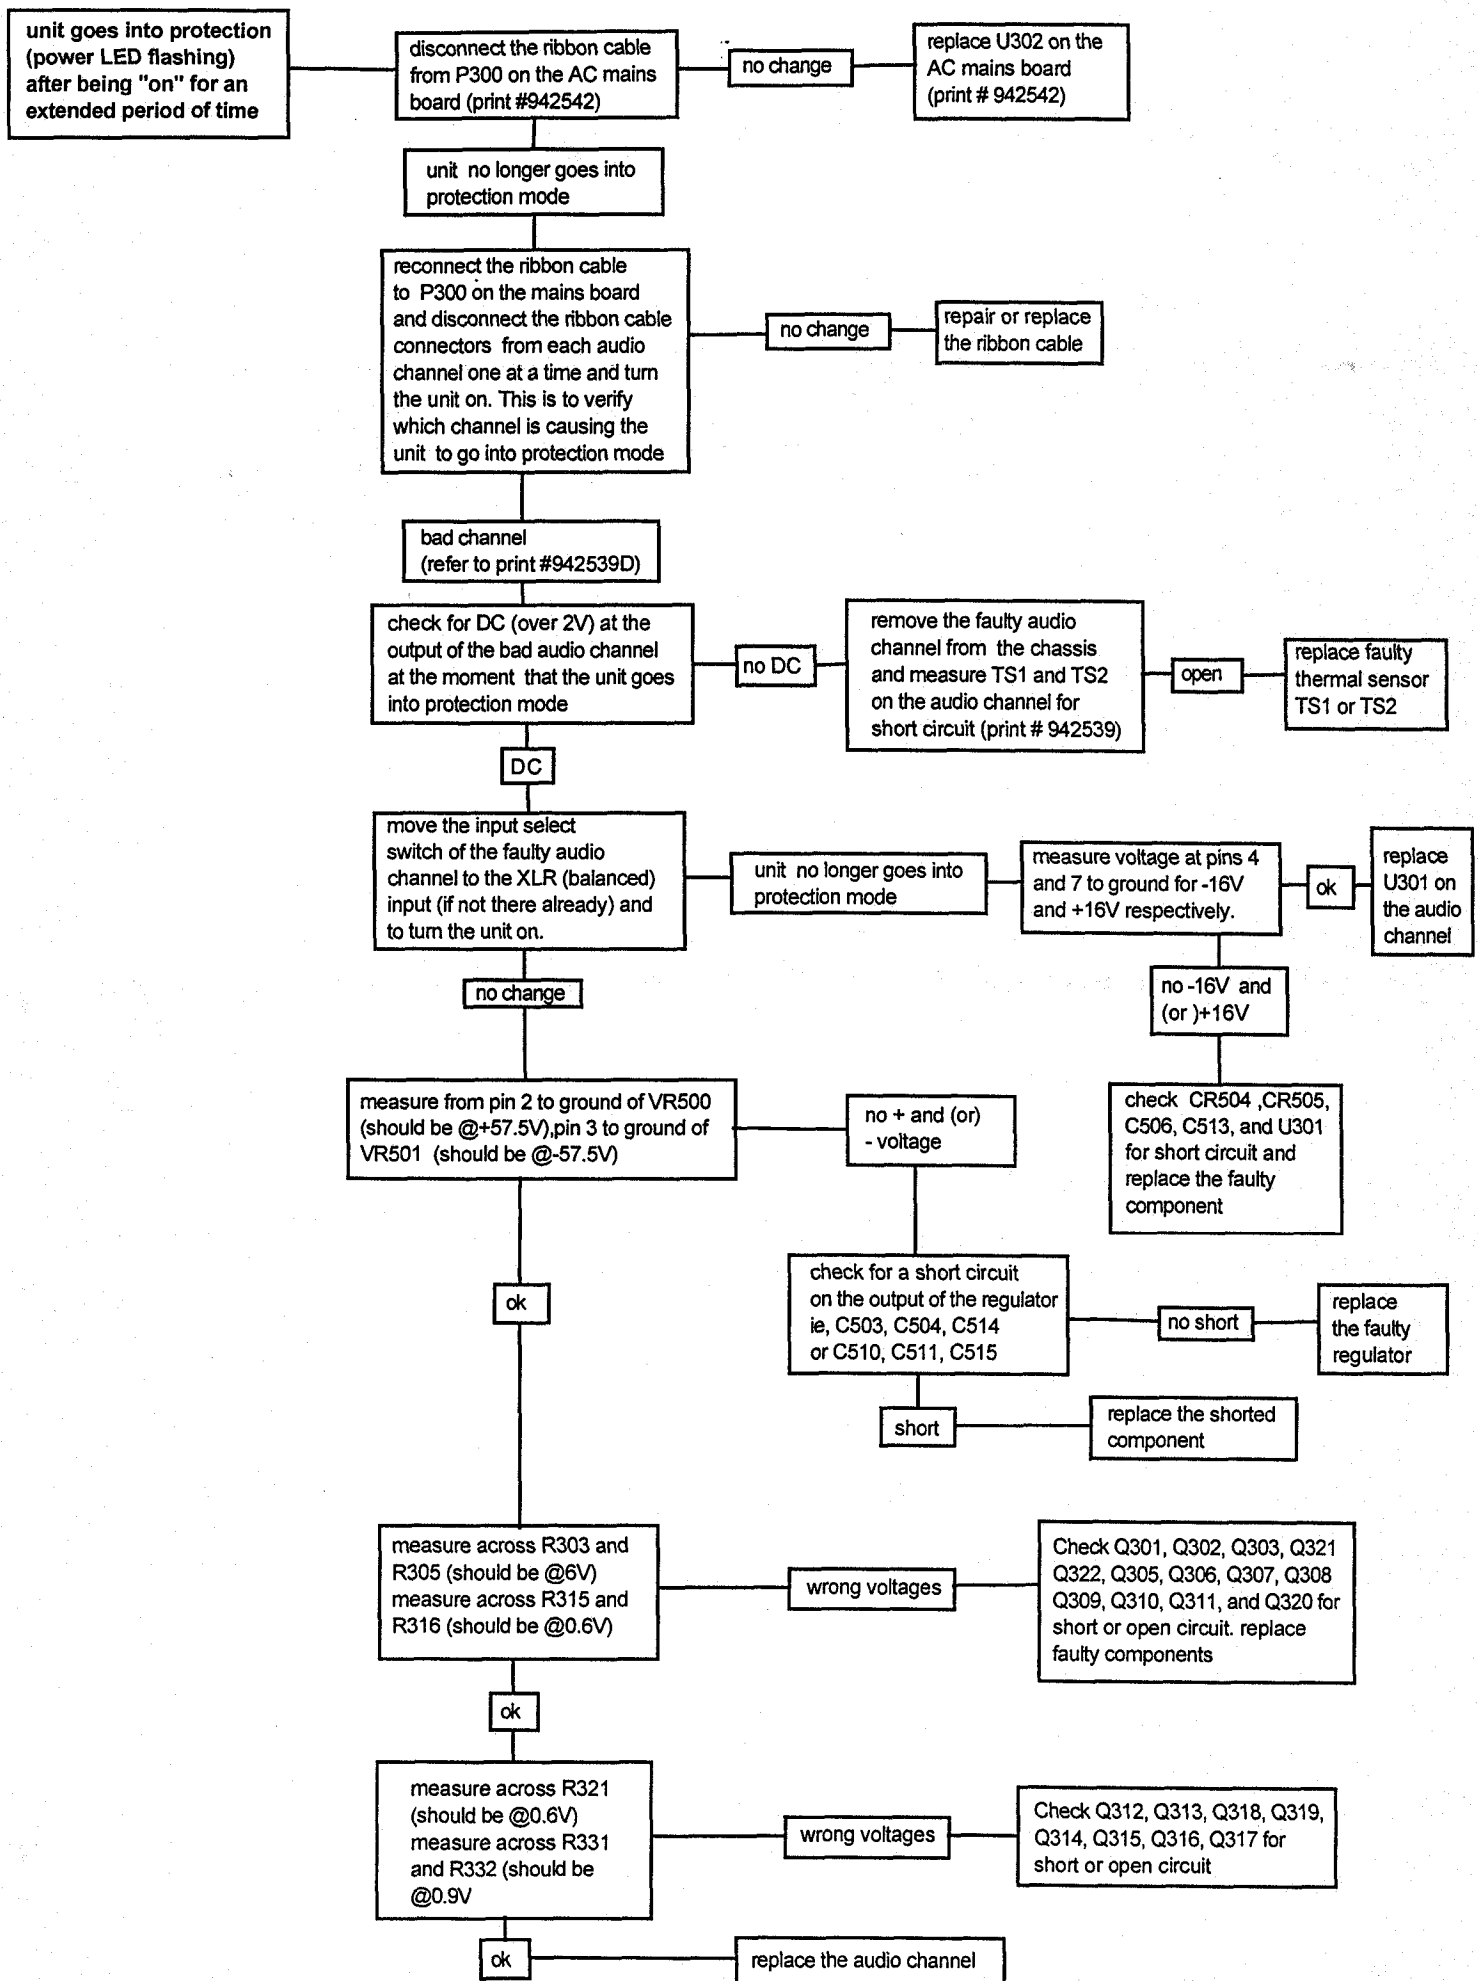 unit goes into protection
(power LED flashing)
after being "on" for an
extended period of time
disconnect the ribbon cable
from P300 on the AC mains
board (print #942542)
no change
replace U302 on the
AC mains board
(print # 942542)
unit no longer goes into
protection mode
reconnect the ribbon cable
to P300 on the mains board
and disconnect the ribbon cable
connectors from each audio
channel one at a time and turn
the unit on. This is to verify
which channel is causing the
unit to go into protection mode
no change
repair or replace
the ribbon cable
bad channel
(refer to print #942539D)
check for DC (over 2V) at the
output of the bad audio channel
at the moment that the unit goes
into protection mode
no DC
remove the faulty audio
channel from the chassis
and measure TS1 and TS2
on the audio channel for
short circuit (print # 942539)
open
replace faulty
thermal sensor
TS1 or TS2
DC
move the input select
switch of the faulty audio
channel to the XLR (balanced)
input (if not there already) and
to turn the unit on.
unit no longer goes into
protection mode
measure voltage at pins 4
and 7 to ground for -16V
and +16V respectively.
ok
replace
U301 on
the audio
channel
no change
no -16V and
(or )+16V
check CR504 ,CR505,
C506, C513, and U301
for short circuit and
replace the faulty
component
measure from pin 2 to ground of VR500
(should be @+57.5V),pin 3 to ground of
VR501 (should be @-57.5V)
no + and (or)
- voltage
ok
check for a short circuit
on the output of the regulator
ie, C503, C504, C514
or C510, C511, C515
no short
replace
the faulty
regulator
short
replace the shorted
component
measure across R303 and
R305 (should be @6V)
measure across R315 and
R316 (should be @0.6V)
wrong voltages
Check Q301, Q302, Q303, Q321
Q322, Q305, Q306, Q307, Q308
Q309, Q310, Q311, and Q320 for
short or open circuit. replace
faulty components
ok
measure across R321
(should be @0.6V)
measure across R331
and R332 (should be
@0.9V
wrong voltages
Check Q312, Q313, Q318, Q319,
Q314, Q315, Q316, Q317 for
short or open circuit
ok
replace the audio channel